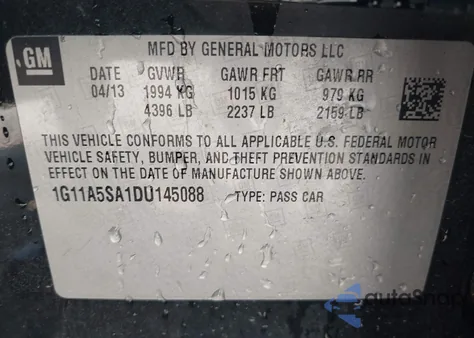 GM
MFD BY GENERAL MOTORS LLC
DATE GVWR GAWR FRT GAWR RR
04/13 1994 KG 1015 KG 979 KG
4396 LB 2237 LB 2159 LB
THIS VEHICLE CONFORMS TO ALL APPLICABLE U.S. FEDERAL MOTOR
VEHICLE SAFETY, BUMPER, AND THEFT PREVENTION STANDARDS IN
EFFECT ON THE DATE OF MANUFACTURE SHOWN ABOVE.
1G11A5SA1DU145088 TYPE: PASS CAR